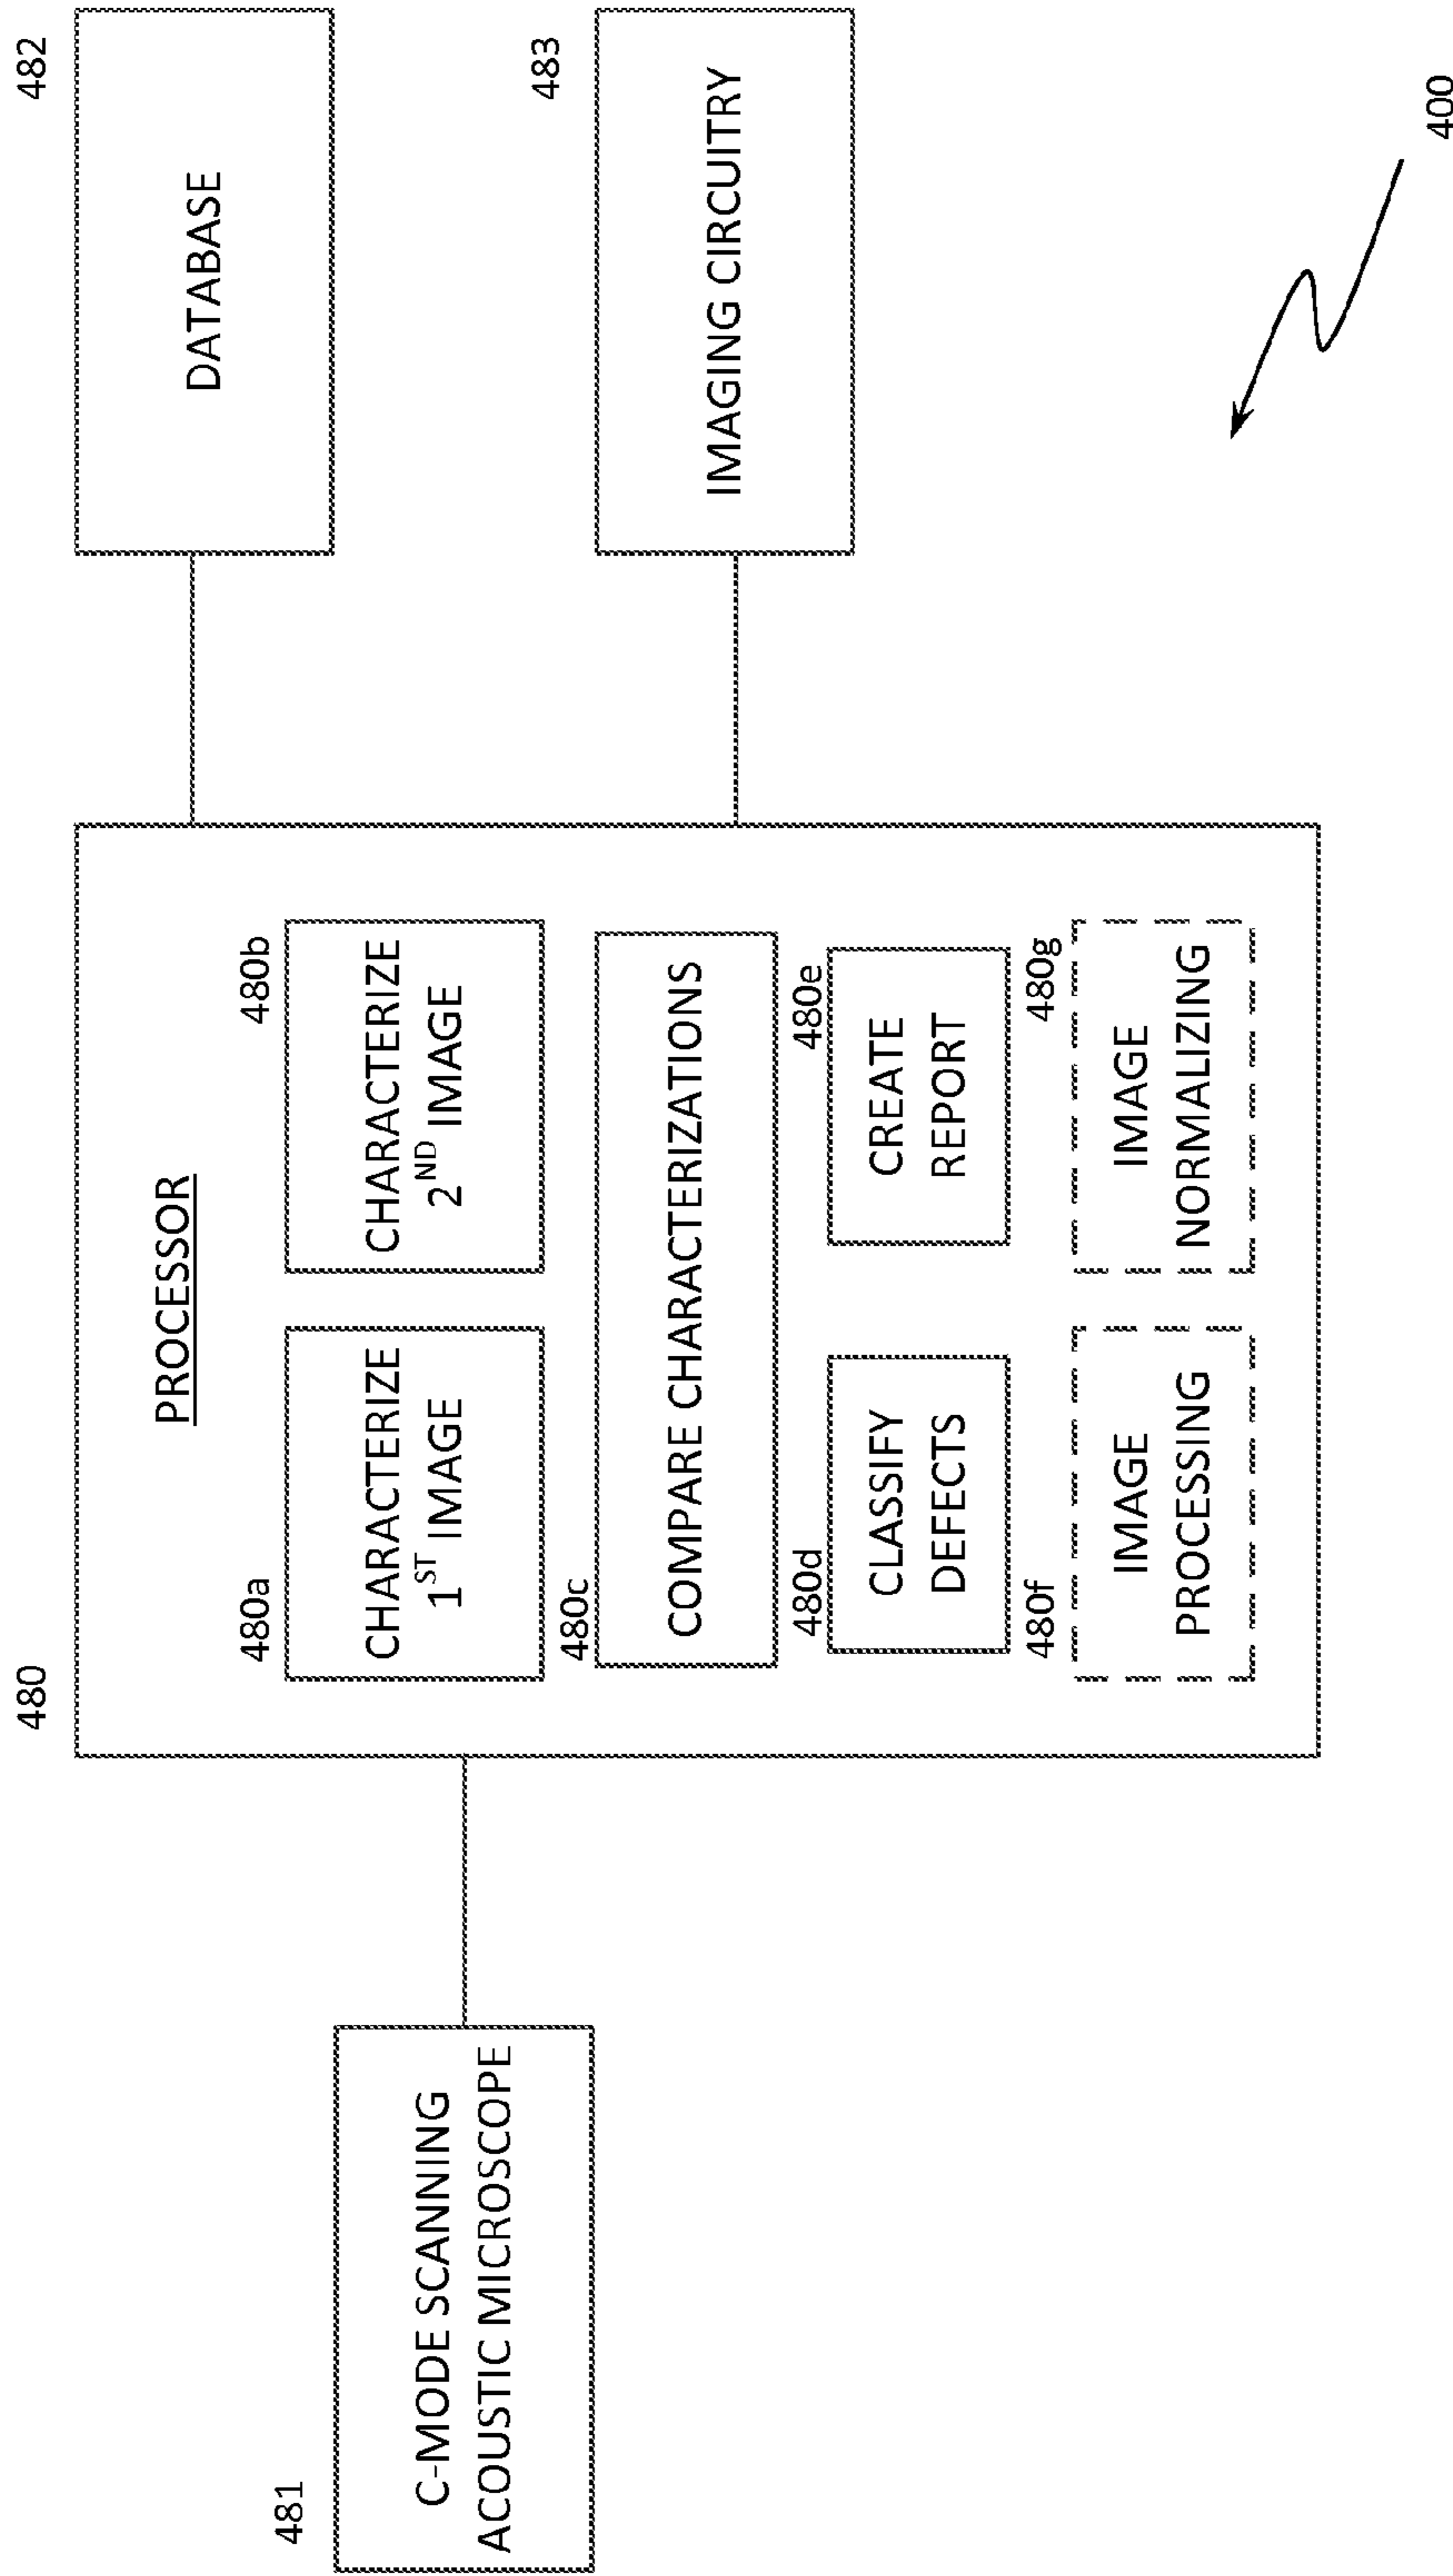 480
PROCESSOR
480a
CHARACTERIZE
1ST IMAGE
480b
CHARACTERIZE
2ND IMAGE
480c
COMPARE CHARACTERIZATIONS
480d
CLASSIFY
DEFECTS
480e
CREATE
REPORT
480f
IMAGE
PROCESSING
480g
IMAGE
NORMALIZING
481
C-MODE SCANNING
ACOUSTIC MICROSCOPE
482
DATABASE
483
IMAGING CIRCUITRY
400